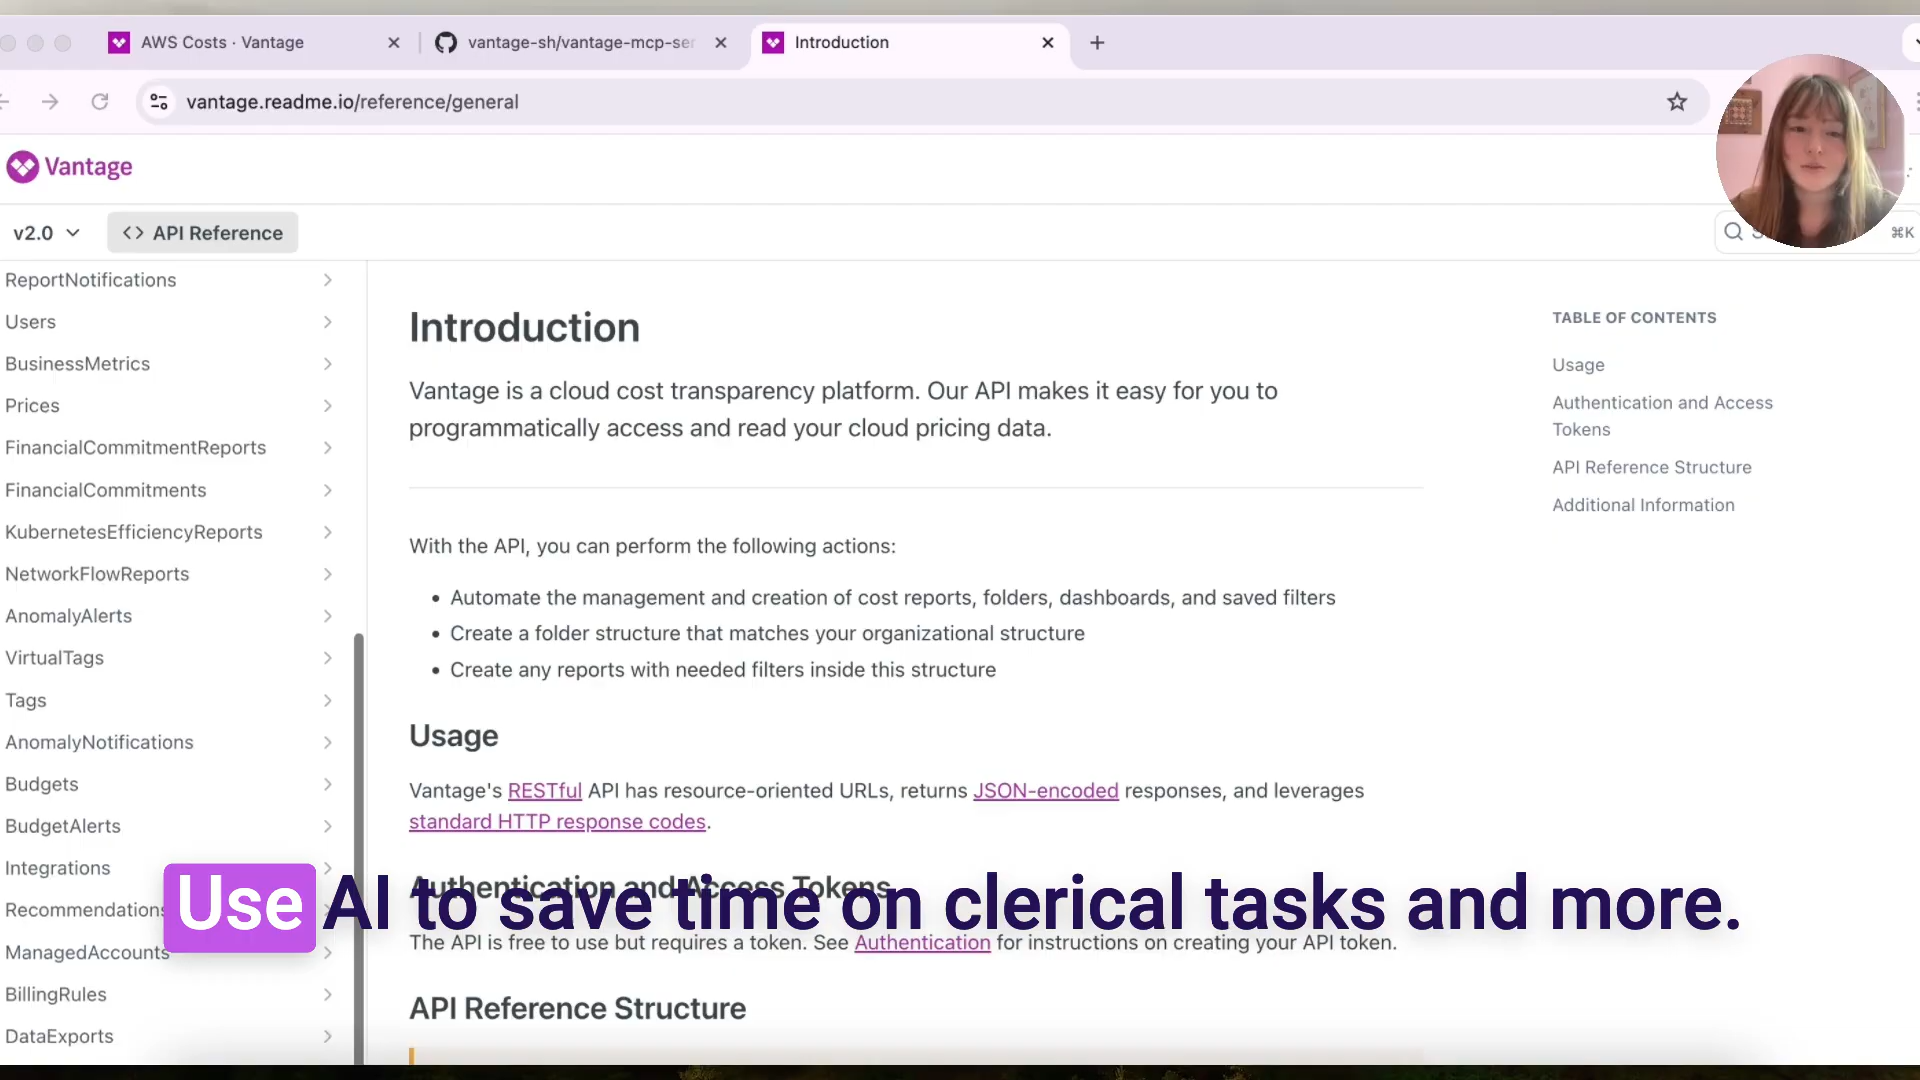 AWS Costs · Vantage
vantage-sh/vantage-mcp-ser
Introduction
vantage.readme.io/reference/general
Vantage
v2.0
<> API Reference
⌘K
ReportNotifications
Users
BusinessMetrics
Prices
FinancialCommitmentReports
FinancialCommitments
KubernetesEfficiencyReports
NetworkFlowReports
AnomalyAlerts
VirtualTags
Tags
AnomalyNotifications
Budgets
BudgetAlerts
Integrations
Recommendations
ManagedAccounts
BillingRules
DataExports
Introduction
Vantage is a cloud cost transparency platform. Our API makes it easy for you to
programmatically access and read your cloud pricing data.
With the API, you can perform the following actions:
• Automate the management and creation of cost reports, folders, dashboards, and saved filters
• Create a folder structure that matches your organizational structure
• Create any reports with needed filters inside this structure
Usage
Vantage's RESTful API has resource-oriented URLs, returns JSON-encoded responses, and leverages
standard HTTP response codes.
Authentication and Access Tokens
The API is free to use but requires a token. See Authentication for instructions on creating your API token.
API Reference Structure
TABLE OF CONTENTS
Usage
Authentication and Access
Tokens
API Reference Structure
Additional Information
Use AI to save time on clerical tasks and more.